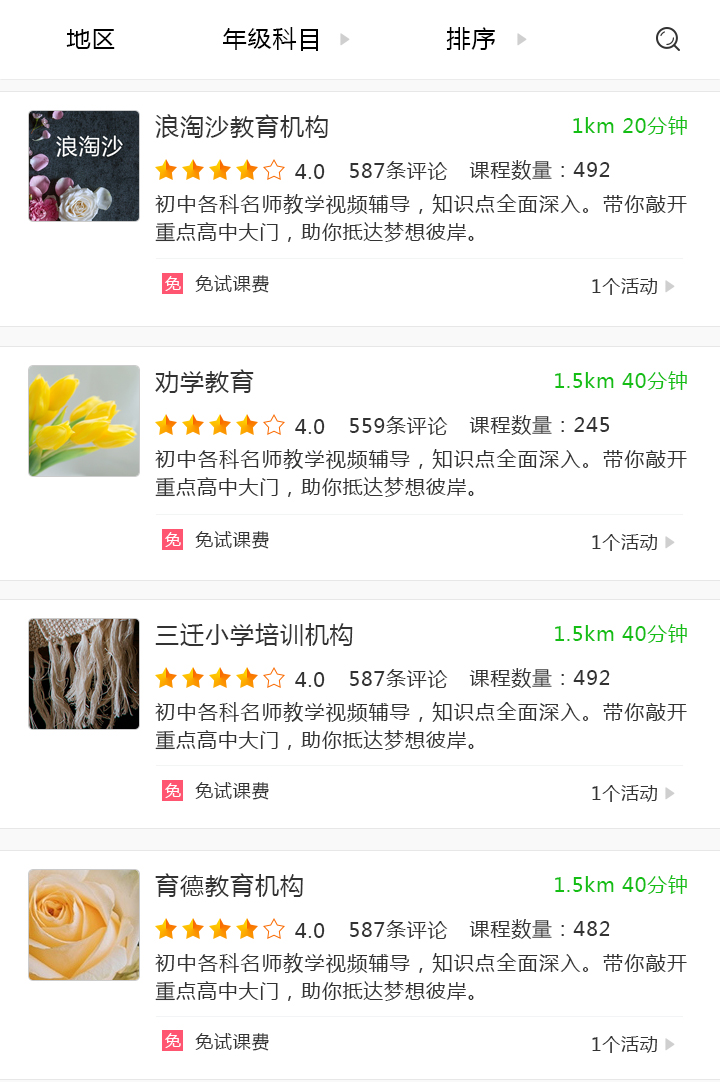 地区 年级科目 排序
浪淘沙
浪淘沙教育机构 1km 20分钟
4.0 587条评论 课程数量：492
初中各科名师教学视频辅导，知识点全面深入。带你敲开
重点高中大门，助你抵达梦想彼岸。
免 免试课费 1个活动
劝学教育 1.5km 40分钟
4.0 559条评论 课程数量：245
初中各科名师教学视频辅导，知识点全面深入。带你敲开
重点高中大门，助你抵达梦想彼岸。
免 免试课费 1个活动
三迁小学培训机构 1.5km 40分钟
4.0 587条评论 课程数量：492
初中各科名师教学视频辅导，知识点全面深入。带你敲开
重点高中大门，助你抵达梦想彼岸。
免 免试课费 1个活动
育德教育机构 1.5km 40分钟
4.0 587条评论 课程数量：482
初中各科名师教学视频辅导，知识点全面深入。带你敲开
重点高中大门，助你抵达梦想彼岸。
免 免试课费 1个活动